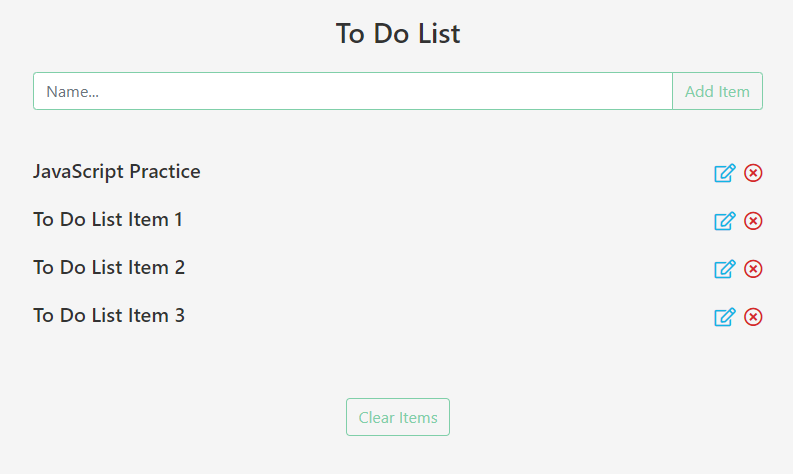 To Do List
Name... Add Item
JavaScript Practice
To Do List Item 1
To Do List Item 2
To Do List Item 3
Clear Items